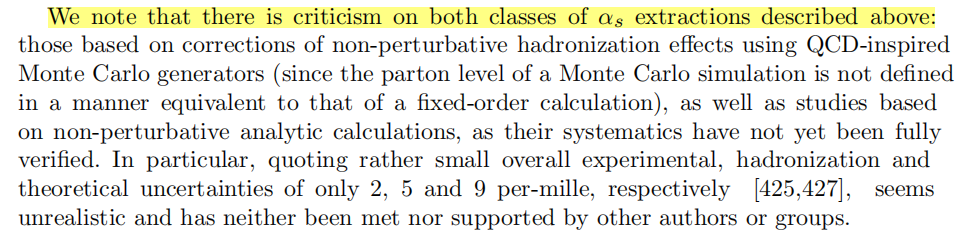 We note that there is criticism on both classes of αs extractions described above:
those based on corrections of non-perturbative hadronization effects using QCD-inspired
Monte Carlo generators (since the parton level of a Monte Carlo simulation is not defined
in a manner equivalent to that of a fixed-order calculation), as well as studies based
on non-perturbative analytic calculations, as their systematics have not yet been fully
verified. In particular, quoting rather small overall experimental, hadronization and
theoretical uncertainties of only 2, 5 and 9 per-mille, respectively [425,427], seems
unrealistic and has neither been met nor supported by other authors or groups.